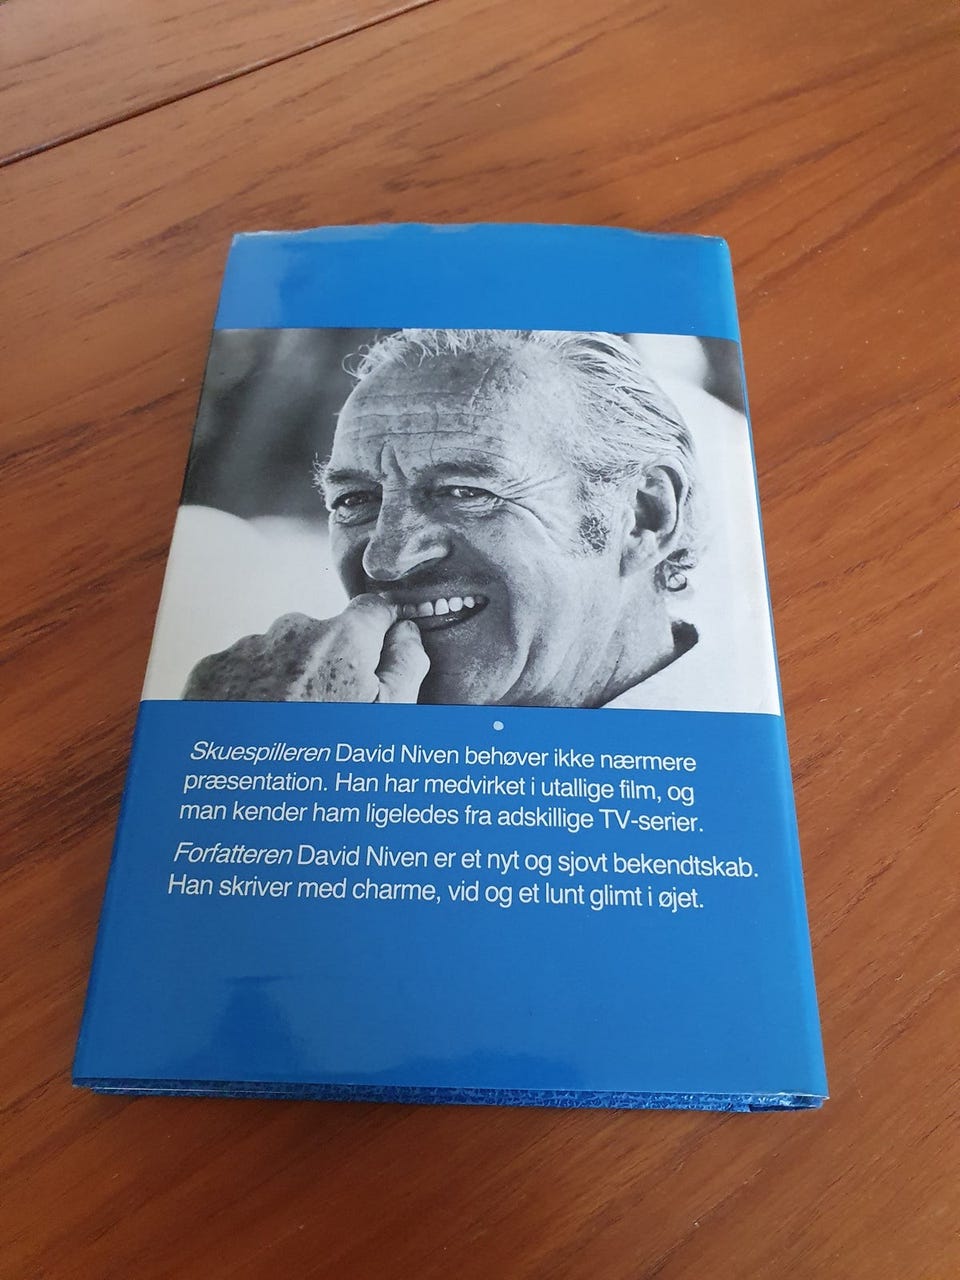 Skuespilleren David Niven behøver ikke nærmere
præsentation. Han har medvirket i utallige film, og
man kender ham ligeledes fra adskillige TV-serier.
Forfatteren David Niven er et nyt og sjovt bekendtskab.
Han skriver med charme, vid og et lunt glimt i øjet.